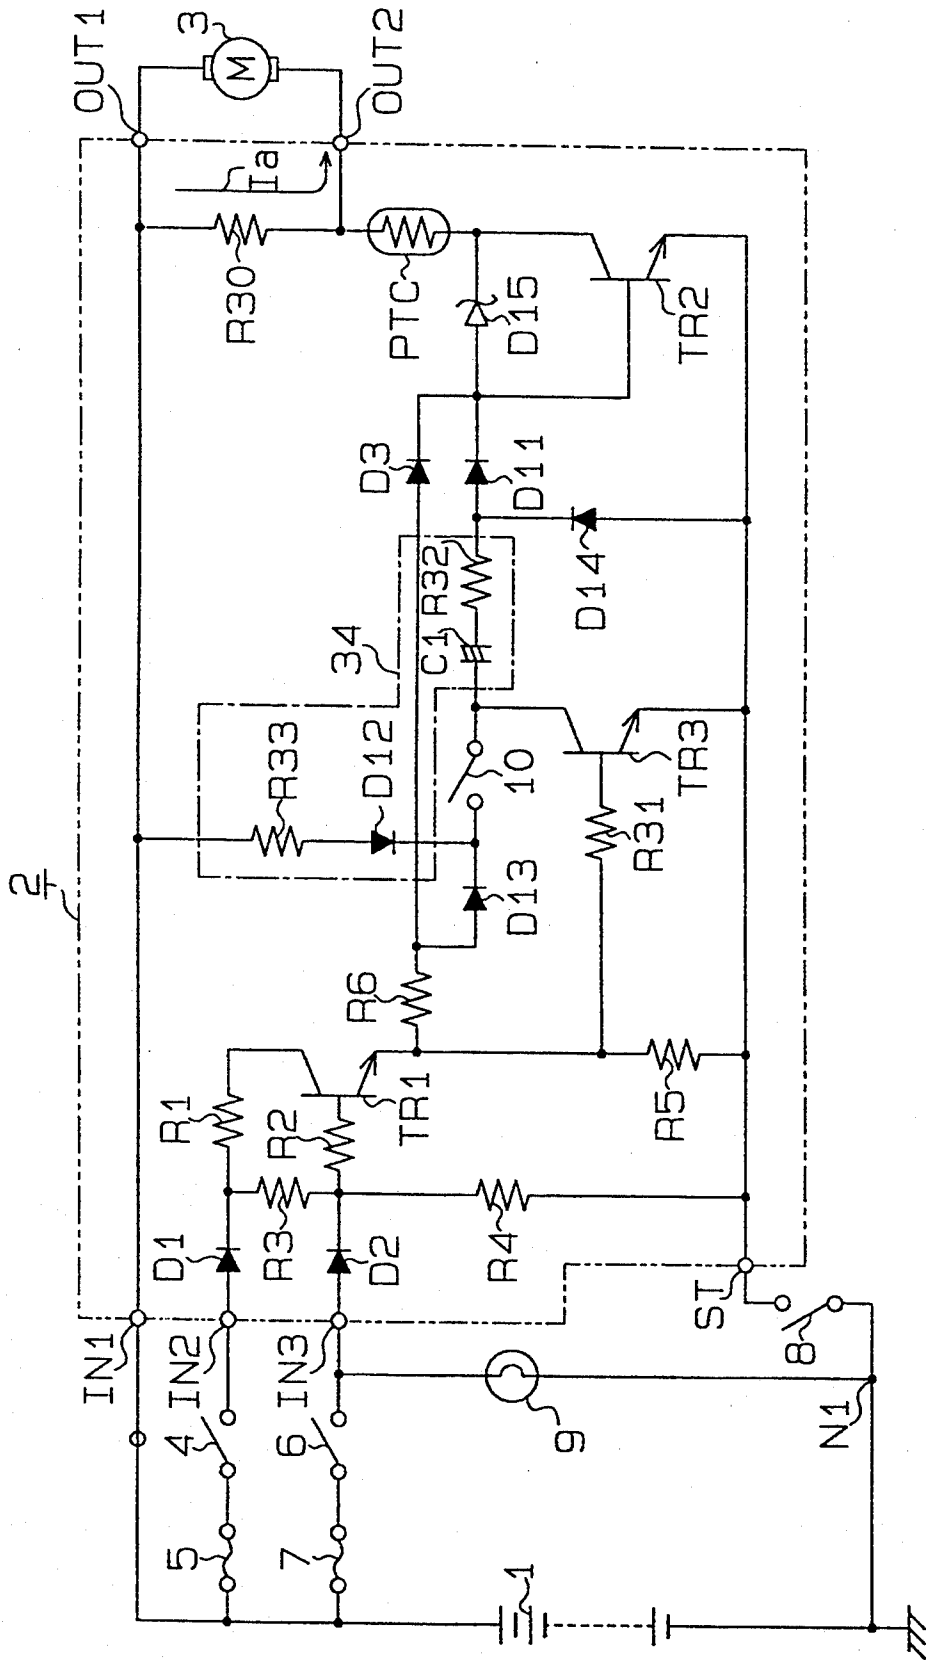 2
IN1
OUT1
3
M
OUT2
Ia
R30
PTC
D15
TR2
D3
D11
D14
34
R32
C1
R33
D12
10
TR3
R31
D13
R6
R1
R2
TR1
R5
D1
R3
D2
R4
IN2
IN3
ST
4
5
6
7
8
9
N1
1